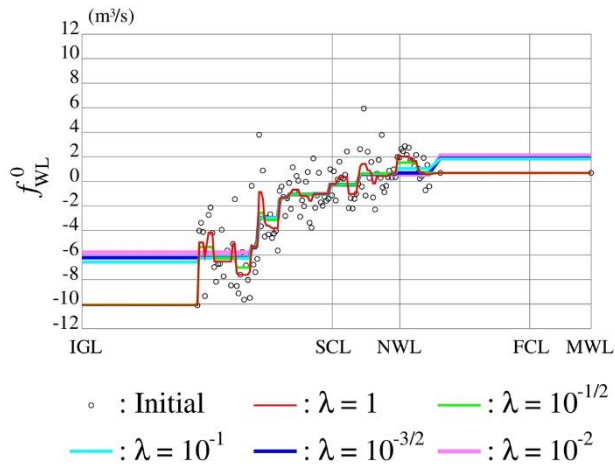 (m³/s)
12
10
8
6
4
2
0
-2
-4
-6
-8
-10
-12
f⁰WL
IGL SCL NWL FCL MWL
○ : Initial — : λ = 1 — : λ = 10^-1/2
— : λ = 10^-1 — : λ = 10^-3/2 — : λ = 10^-2